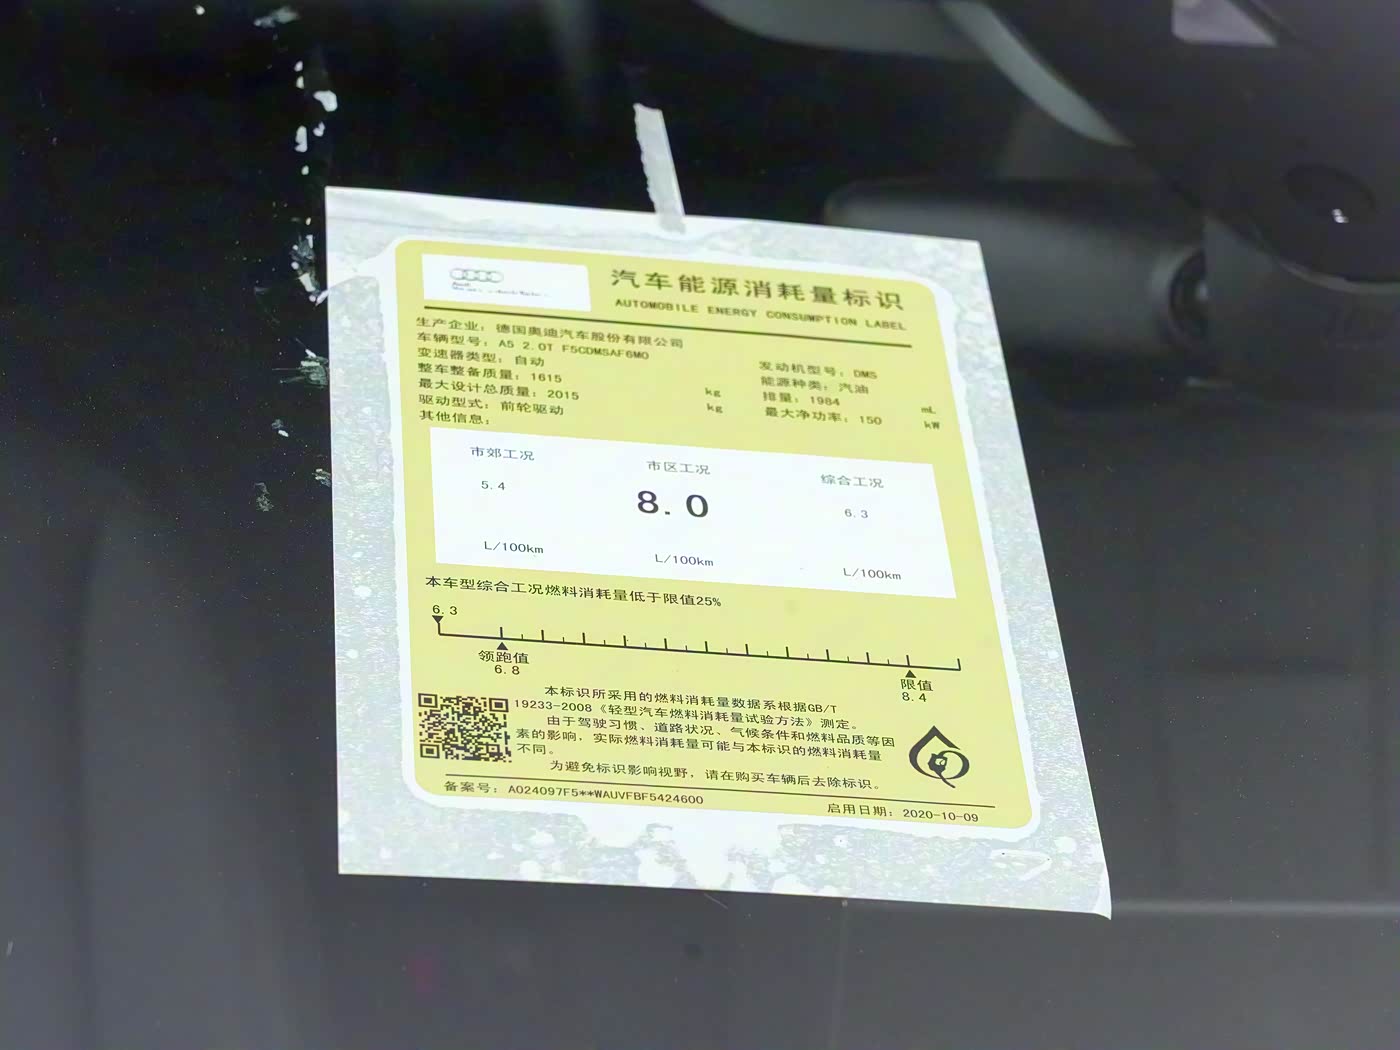 Audi
汽车能源消耗量标识
AUTOMOBILE ENERGY CONSUMPTION LABEL
生产企业：德国奥迪汽车股份有限公司
车辆型号：A5 2.0T F5CDMSAF6MO
变速器类型：自动
发动机型号：DMS
整车整备质量：1615 kg
能源种类：汽油
最大设计总质量：2015 kg
排量：1984 mL
驱动型式：前轮驱动
最大净功率：150 kW
其他信息：
市郊工况 市区工况 综合工况
5.4 8.0 6.3
L/100km L/100km L/100km
本车型综合工况燃料消耗量低于限值25%
6.3
领跑值 限值
6.8 8.4
本标识所采用的燃料消耗量数据系根据GB/T
19233-2008《轻型汽车燃料消耗量试验方法》测定。
由于驾驶习惯、道路状况、气候条件和燃料品质等因
素的影响，实际燃料消耗量可能与本标识的燃料消耗量
不同。
为避免标识影响视野，请在购买车辆后去除标识。
备案号：A024097F5**WAUVFBF5424600 启用日期：2020-10-09